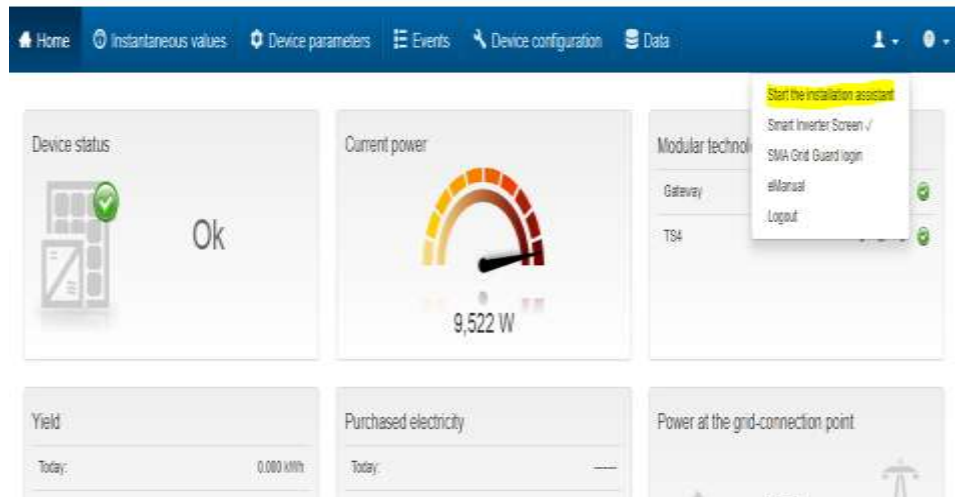 Home Instantaneous values Device parameters Events Device configuration Data
Start the installation assistant
Smart Inverter Screen √
SMA Grid Guard login
eManual
Logout
Device status
Ok
Current power
9,522 W
Modular technol
Gateway
TS4
Yield
Today: 0.000 kWh
Purchased electricity
Today: ------
Power at the grid-connection point